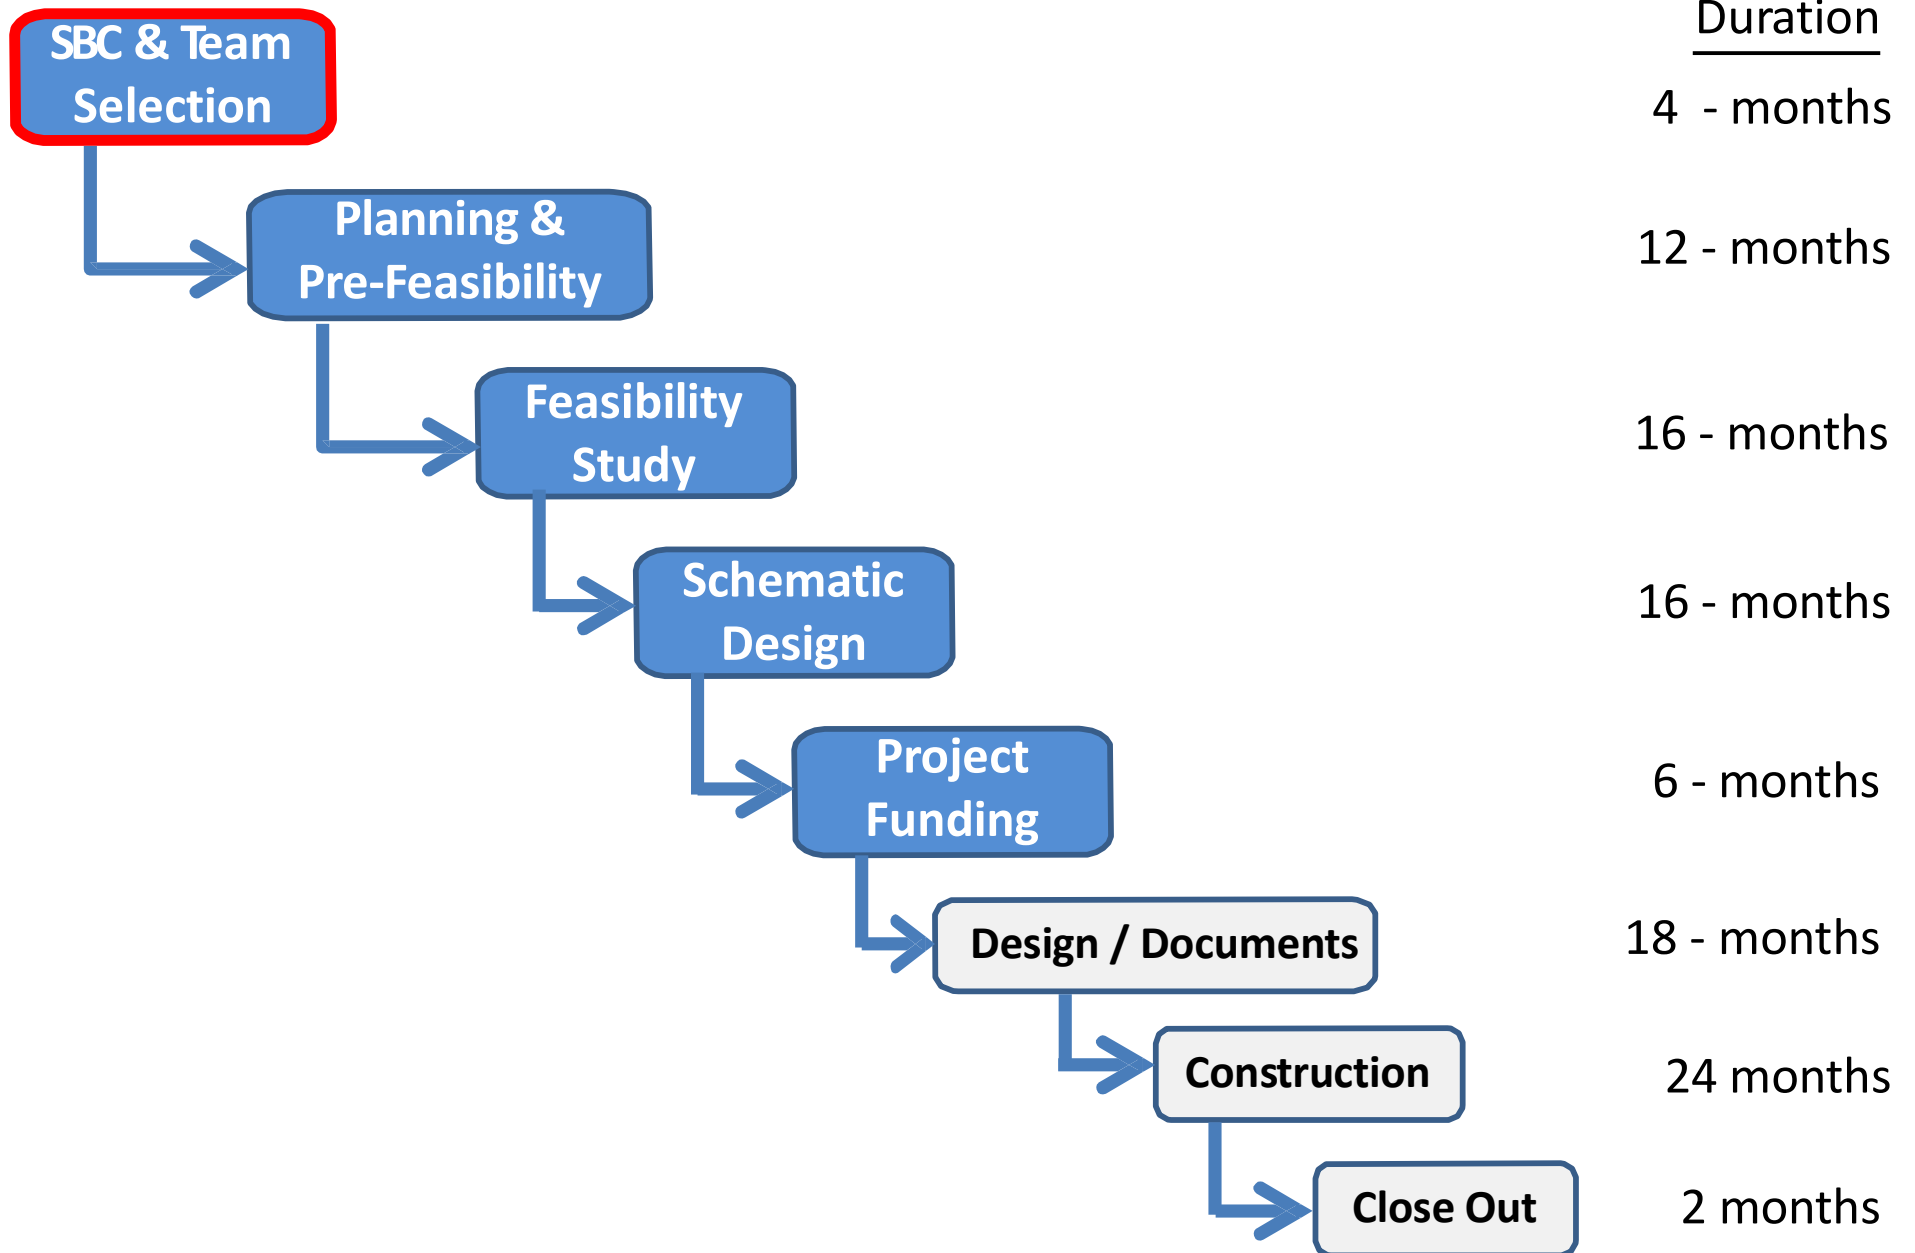 Duration
SBC & Team
Selection
4 - months
Planning &
Pre-Feasibility
12 - months
Feasibility
Study
16 - months
Schematic
Design
16 - months
Project
Funding
6 - months
Design / Documents
18 - months
Construction
24 months
Close Out
2 months